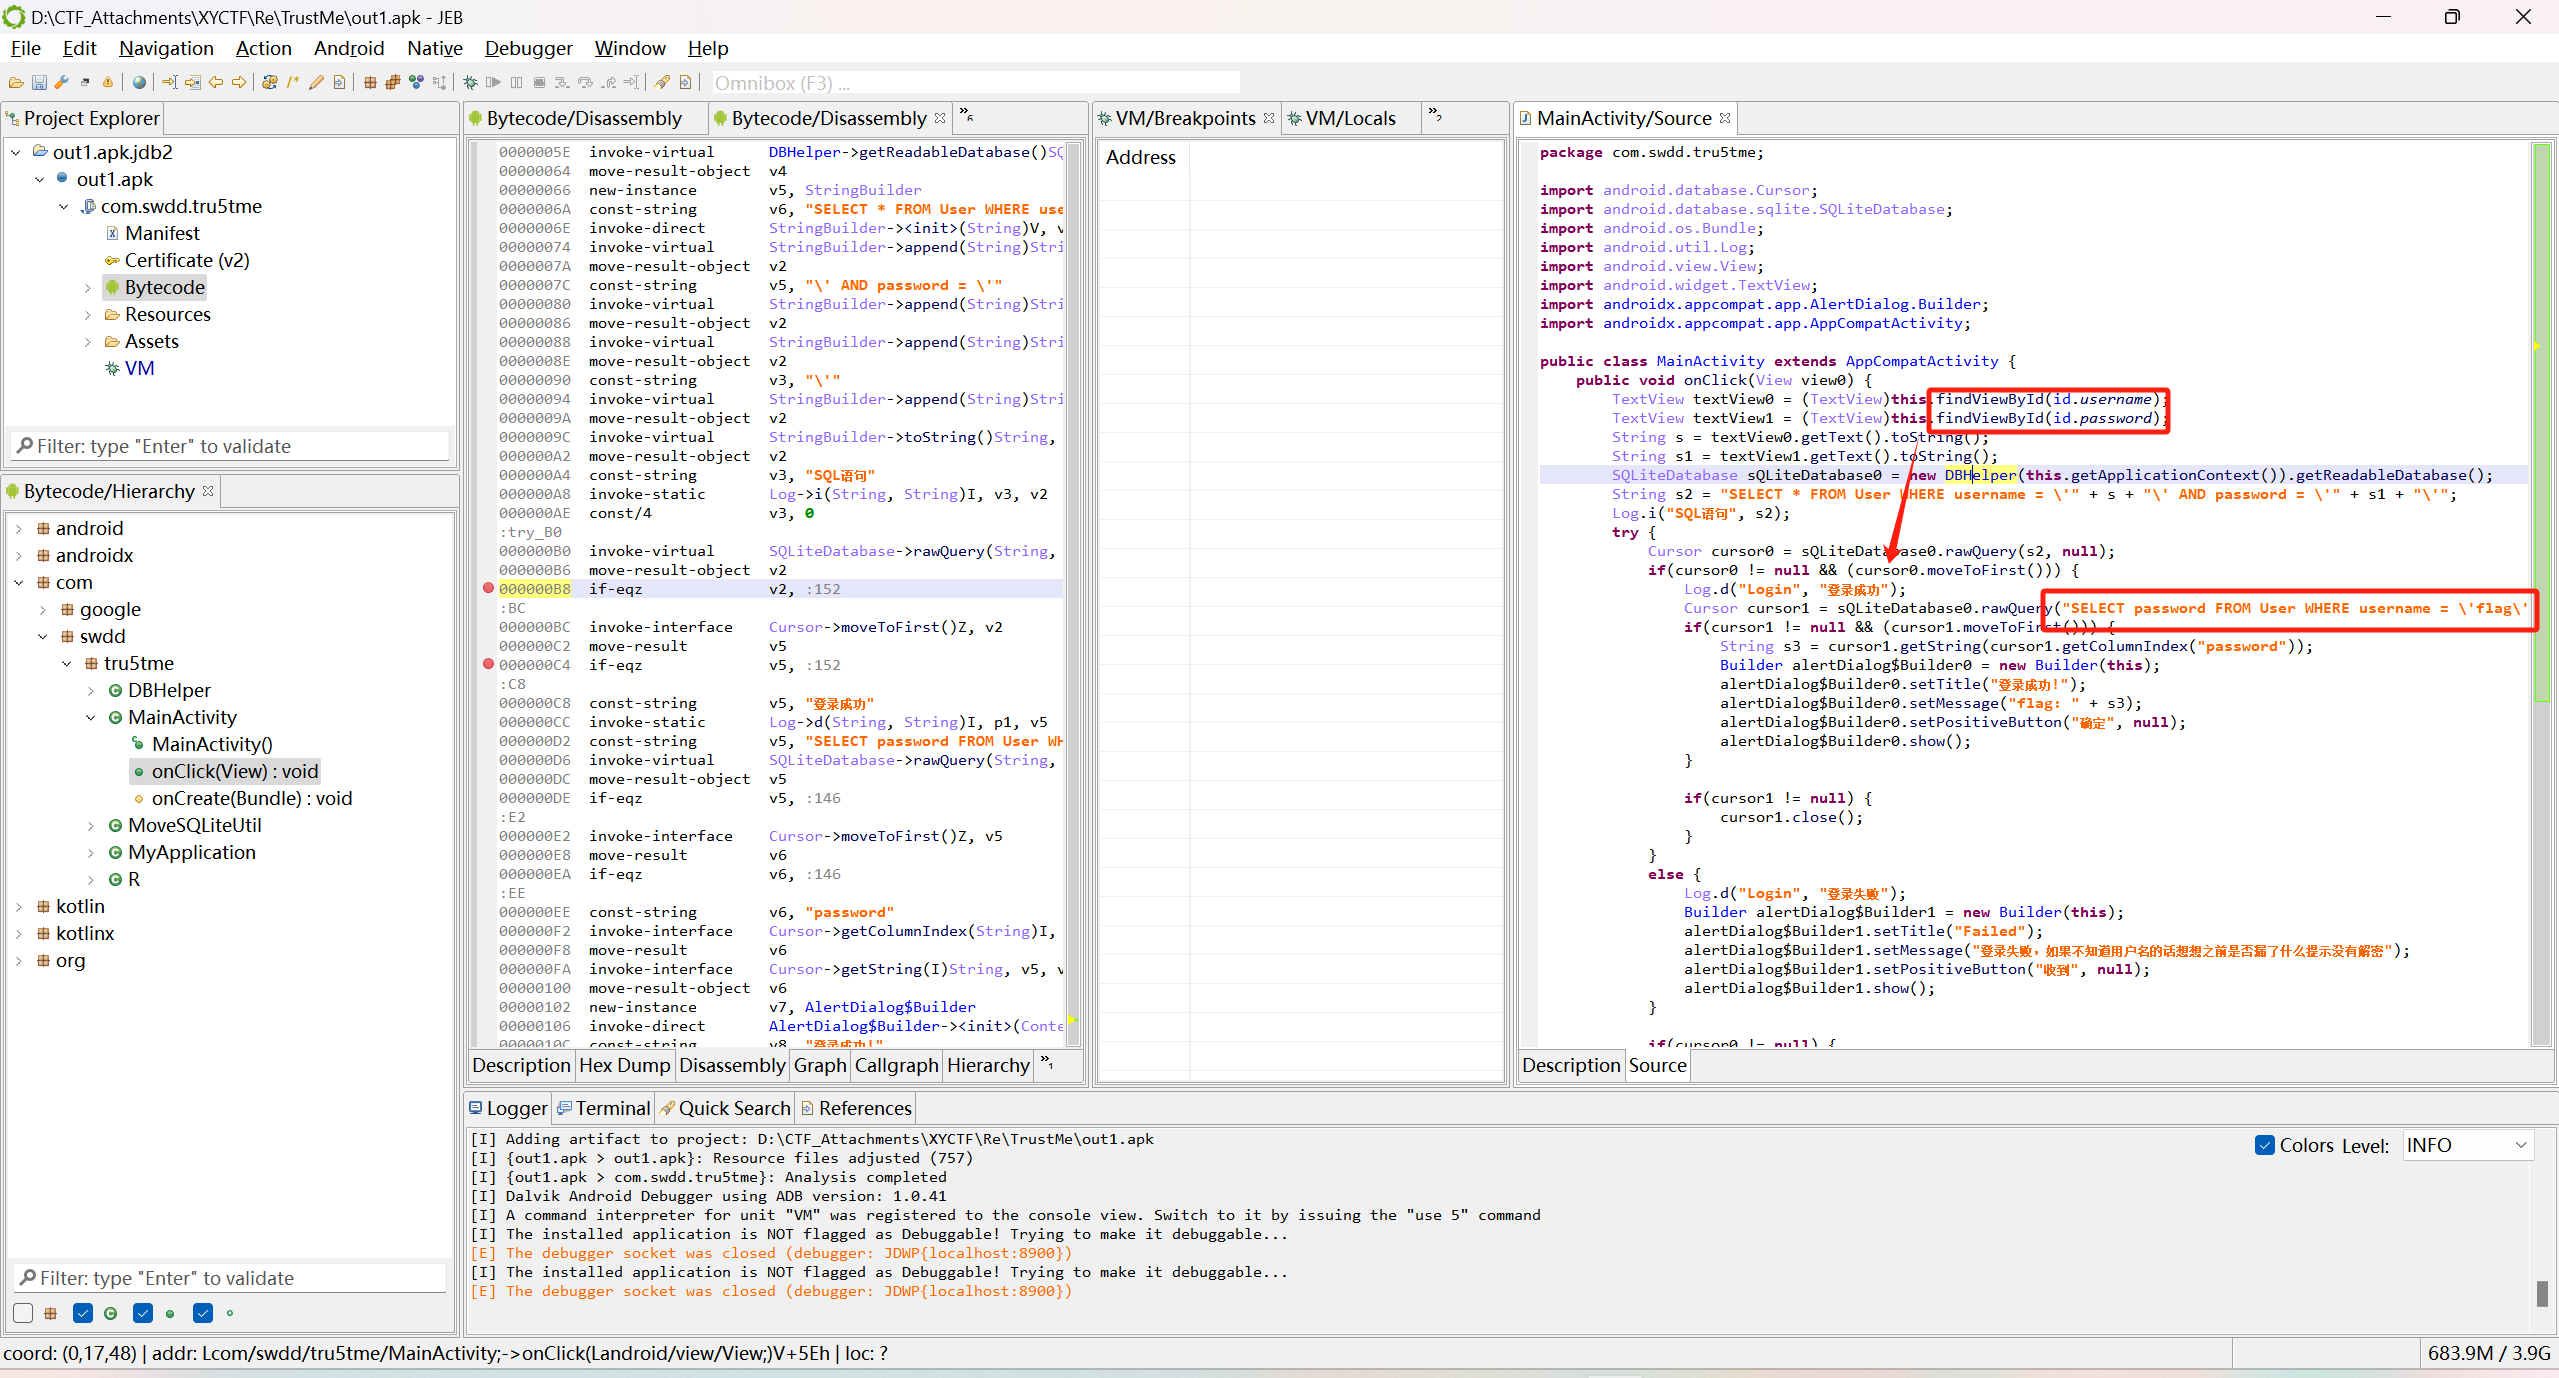 D:\CTF_Attachments\XYCTF\Re\TrustMe\out1.apk - JEB
File Edit Navigation Action Android Native Debugger Window Help
Omnibox (F3) ...
Project Explorer
out1.apk.jdb2
out1.apk
com.swdd.tru5tme
Manifest
Certificate (v2)
Bytecode
Resources
Assets
VM
Filter: type "Enter" to validate
Bytecode/Hierarchy
android
androidx
com
google
swdd
tru5tme
DBHelper
MainActivity
MainActivity()
onClick(View) : void
onCreate(Bundle) : void
MoveSQLiteUtil
MyApplication
R
kotlin
kotlinx
org
Filter: type "Enter" to validate
Bytecode/Disassembly Bytecode/Disassembly »6
0000005E invoke-virtual DBHelper->getReadableDatabase()SQ
00000064 move-result-object v4
00000066 new-instance v5, StringBuilder
0000006A const-string v6, "SELECT * FROM User WHERE use
0000006E invoke-direct StringBuilder-><init>(String)V, v
00000074 invoke-virtual StringBuilder->append(String)Stri
0000007A move-result-object v2
0000007C const-string v5, "\' AND password = \'"
00000080 invoke-virtual StringBuilder->append(String)Stri
00000086 move-result-object v2
00000088 invoke-virtual StringBuilder->append(String)Stri
0000008E move-result-object v2
00000090 const-string v3, "\'"
00000094 invoke-virtual StringBuilder->append(String)Stri
0000009A move-result-object v2
0000009C invoke-virtual StringBuilder->toString()String,
000000A2 move-result-object v2
000000A4 const-string v3, "SQL语句"
000000A8 invoke-static Log->i(String, String)I, v3, v2
000000AE const/4 v3, 0
:try_B0
000000B0 invoke-virtual SQLiteDatabase->rawQuery(String,
000000B6 move-result-object v2
000000B8 if-eqz v2, :152
:BC
000000BC invoke-interface Cursor->moveToFirst()Z, v2
000000C2 move-result v5
000000C4 if-eqz v5, :152
:C8
000000C8 const-string v5, "登录成功"
000000CC invoke-static Log->d(String, String)I, p1, v5
000000D2 const-string v5, "SELECT password FROM User WH
000000D6 invoke-virtual SQLiteDatabase->rawQuery(String,
000000DC move-result-object v5
000000DE if-eqz v5, :146
:E2
000000E2 invoke-interface Cursor->moveToFirst()Z, v5
000000E8 move-result v6
000000EA if-eqz v6, :146
:EE
000000EE const-string v6, "password"
000000F2 invoke-interface Cursor->getColumnIndex(String)I,
000000F8 move-result v6
000000FA invoke-interface Cursor->getString(I)String, v5, v
00000100 move-result-object v6
00000102 new-instance v7, AlertDialog$Builder
00000106 invoke-direct AlertDialog$Builder-><init>(Conte
0000010C const-string v8, "登录成功!"
Description Hex Dump Disassembly Graph Callgraph Hierarchy »1
VM/Breakpoints VM/Locals »2
Address
MainActivity/Source
package com.swdd.tru5tme;
import android.database.Cursor;
import android.database.sqlite.SQLiteDatabase;
import android.os.Bundle;
import android.util.Log;
import android.view.View;
import android.widget.TextView;
import androidx.appcompat.app.AlertDialog.Builder;
import androidx.appcompat.app.AppCompatActivity;
public class MainActivity extends AppCompatActivity {
public void onClick(View view0) {
TextView textView0 = (TextView)this.findViewById(id.username);
TextView textView1 = (TextView)this.findViewById(id.password);
String s = textView0.getText().toString();
String s1 = textView1.getText().toString();
SQLiteDatabase sQLiteDatabase0 = new DBHelper(this.getApplicationContext()).getReadableDatabase();
String s2 = "SELECT * FROM User WHERE username = \'" + s + "\' AND password = \'" + s1 + "\'";
Log.i("SQL语句", s2);
try {
Cursor cursor0 = sQLiteDatabase0.rawQuery(s2, null);
if(cursor0 != null && (cursor0.moveToFirst())) {
Log.d("Login", "登录成功");
Cursor cursor1 = sQLiteDatabase0.rawQuery("SELECT password FROM User WHERE username = \'flag\'
if(cursor1 != null && (cursor1.moveToFirst())) {
String s3 = cursor1.getString(cursor1.getColumnIndex("password"));
Builder alertDialog$Builder0 = new Builder(this);
alertDialog$Builder0.setTitle("登录成功!");
alertDialog$Builder0.setMessage("flag: " + s3);
alertDialog$Builder0.setPositiveButton("确定", null);
alertDialog$Builder0.show();
}
if(cursor1 != null) {
cursor1.close();
}
}
else {
Log.d("Login", "登录失败");
Builder alertDialog$Builder1 = new Builder(this);
alertDialog$Builder1.setTitle("Failed");
alertDialog$Builder1.setMessage("登录失败，如果不知道用户名的话想想之前是否漏了什么提示没有解密");
alertDialog$Builder1.setPositiveButton("收到", null);
alertDialog$Builder1.show();
}
if(cursor0 != null) {
Description Source
Logger Terminal Quick Search References
[I] Adding artifact to project: D:\CTF_Attachments\XYCTF\Re\TrustMe\out1.apk
[I] {out1.apk > out1.apk}: Resource files adjusted (757)
[I] {out1.apk > com.swdd.tru5tme}: Analysis completed
[I] Dalvik Android Debugger using ADB version: 1.0.41
[I] A command interpreter for unit "VM" was registered to the console view. Switch to it by issuing the "use 5" command
[I] The installed application is NOT flagged as Debuggable! Trying to make it debuggable...
[E] The debugger socket was closed (debugger: JDWP{localhost:8900})
[I] The installed application is NOT flagged as Debuggable! Trying to make it debuggable...
[E] The debugger socket was closed (debugger: JDWP{localhost:8900})
Colors Level: INFO
coord: (0,17,48) | addr: Lcom/swdd/tru5tme/MainActivity;->onClick(Landroid/view/View;)V+5Eh | loc: ?
683.9M / 3.9G